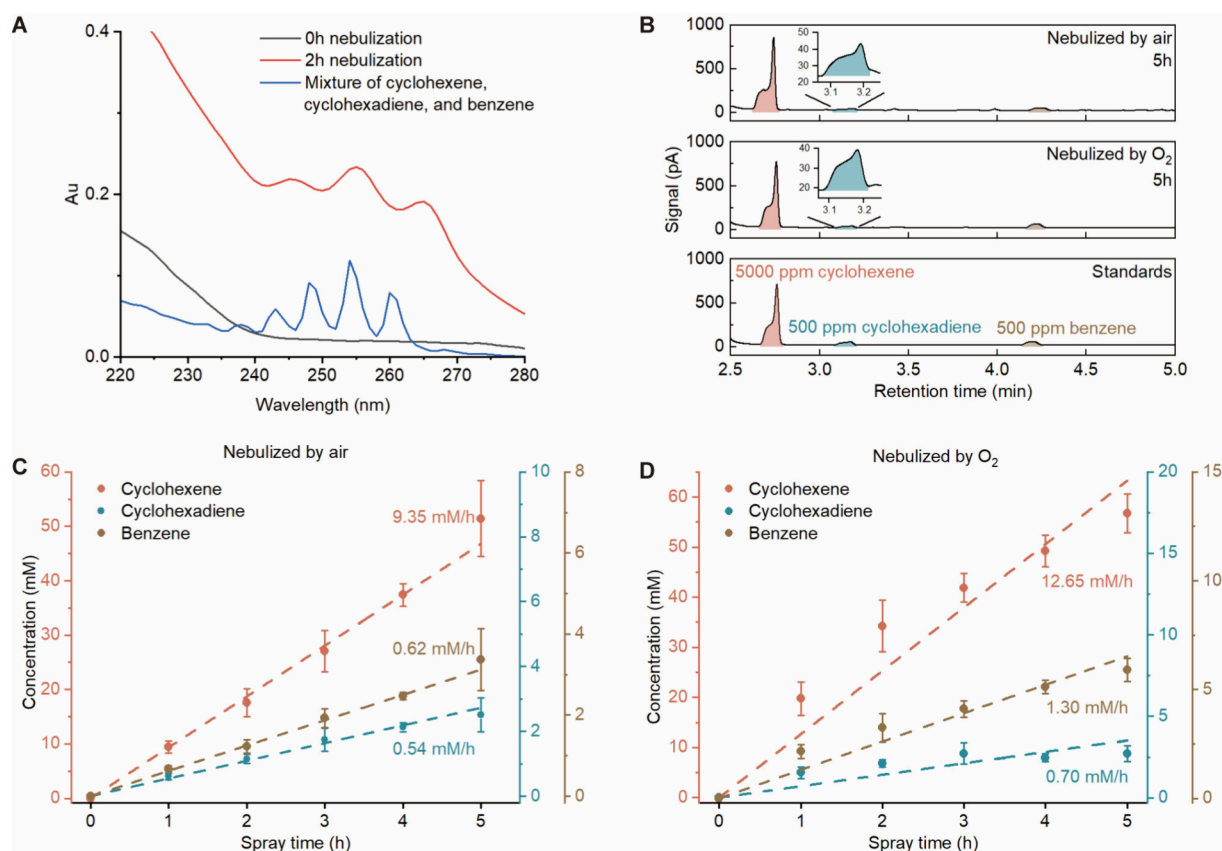 A
0.4
0.2
0.0
Au
0h nebulization
2h nebulization
Mixture of cyclohexene,
cyclohexadiene, and benzene
220 230 240 250 260 270 280
Wavelength (nm)
B
1000
500
0
50
40
30
20
3.1 3.2
Nebulized by air
5h
1000
500
0
40
30
20
3.1 3.2
Nebulized by O₂
5h
Signal (pA)
1000
500
0
5000 ppm cyclohexene
Standards
500 ppm cyclohexadiene
500 ppm benzene
2.5 3.0 3.5 4.0 4.5 5.0
Retention time (min)
C
Nebulized by air
60
50
40
30
20
10
0
Concentration (mM)
Cyclohexene
Cyclohexadiene
Benzene
9.35 mM/h
0.62 mM/h
0.54 mM/h
10
8
6
4
2
0
8
6
4
2
0
0 1 2 3 4 5
Spray time (h)
D
Nebulized by O₂
60
50
40
30
20
10
0
Concentration (mM)
Cyclohexene
Cyclohexadiene
Benzene
12.65 mM/h
1.30 mM/h
0.70 mM/h
20
15
10
5
0
15
10
5
0
0 1 2 3 4 5
Spray time (h)